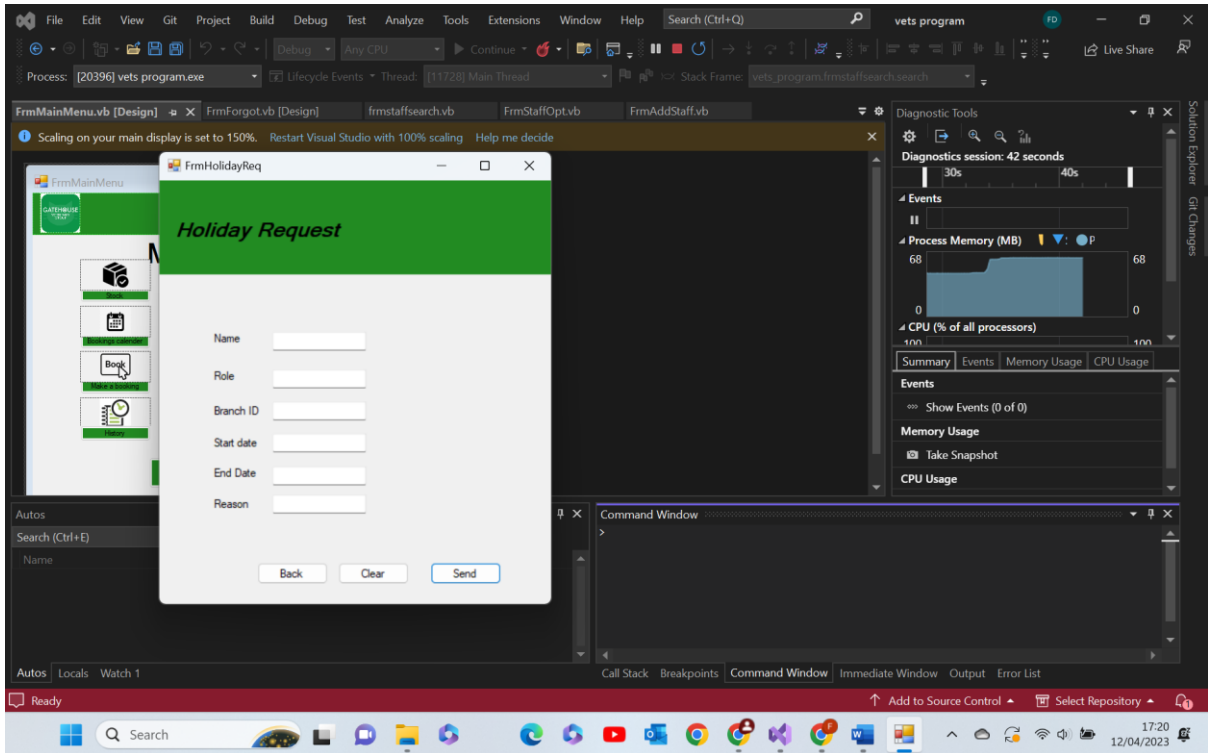 File Edit View Git Project Build Debug Test Analyze Tools Extensions Window Help Search (Ctrl+Q) vets program FD
Debug Any CPU Continue Live Share
Process: [20396] vets program.exe Lifecycle Events Thread: [11728] Main Thread Stack Frame: vets_program.frmstaffsearch.search
FrmMainMenu.vb [Design] FrmForgot.vb [Design] frmstaffsearch.vb FrmStaffOpt.vb FrmAddStaff.vb
Scaling on your main display is set to 150%. Restart Visual Studio with 100% scaling Help me decide
FrmMainMenu
GATEHOUSE
M
Stock
Bookings calender
Book
Make a booking
History
FrmHolidayReq
Holiday Request
Name
Role
Branch ID
Start date
End Date
Reason
Back Clear Send
Diagnostic Tools
Diagnostics session: 42 seconds
30s 40s
Events
Process Memory (MB) P
68 68
0 0
CPU (% of all processors)
100 100
Summary Events Memory Usage CPU Usage
Events
Show Events (0 of 0)
Memory Usage
Take Snapshot
CPU Usage
Solution Explorer
Git Changes
Autos
Search (Ctrl+E)
Name
Autos Locals Watch 1
Command Window
>
Call Stack Breakpoints Command Window Immediate Window Output Error List
Ready Add to Source Control Select Repository
Search
17:20
12/04/2023